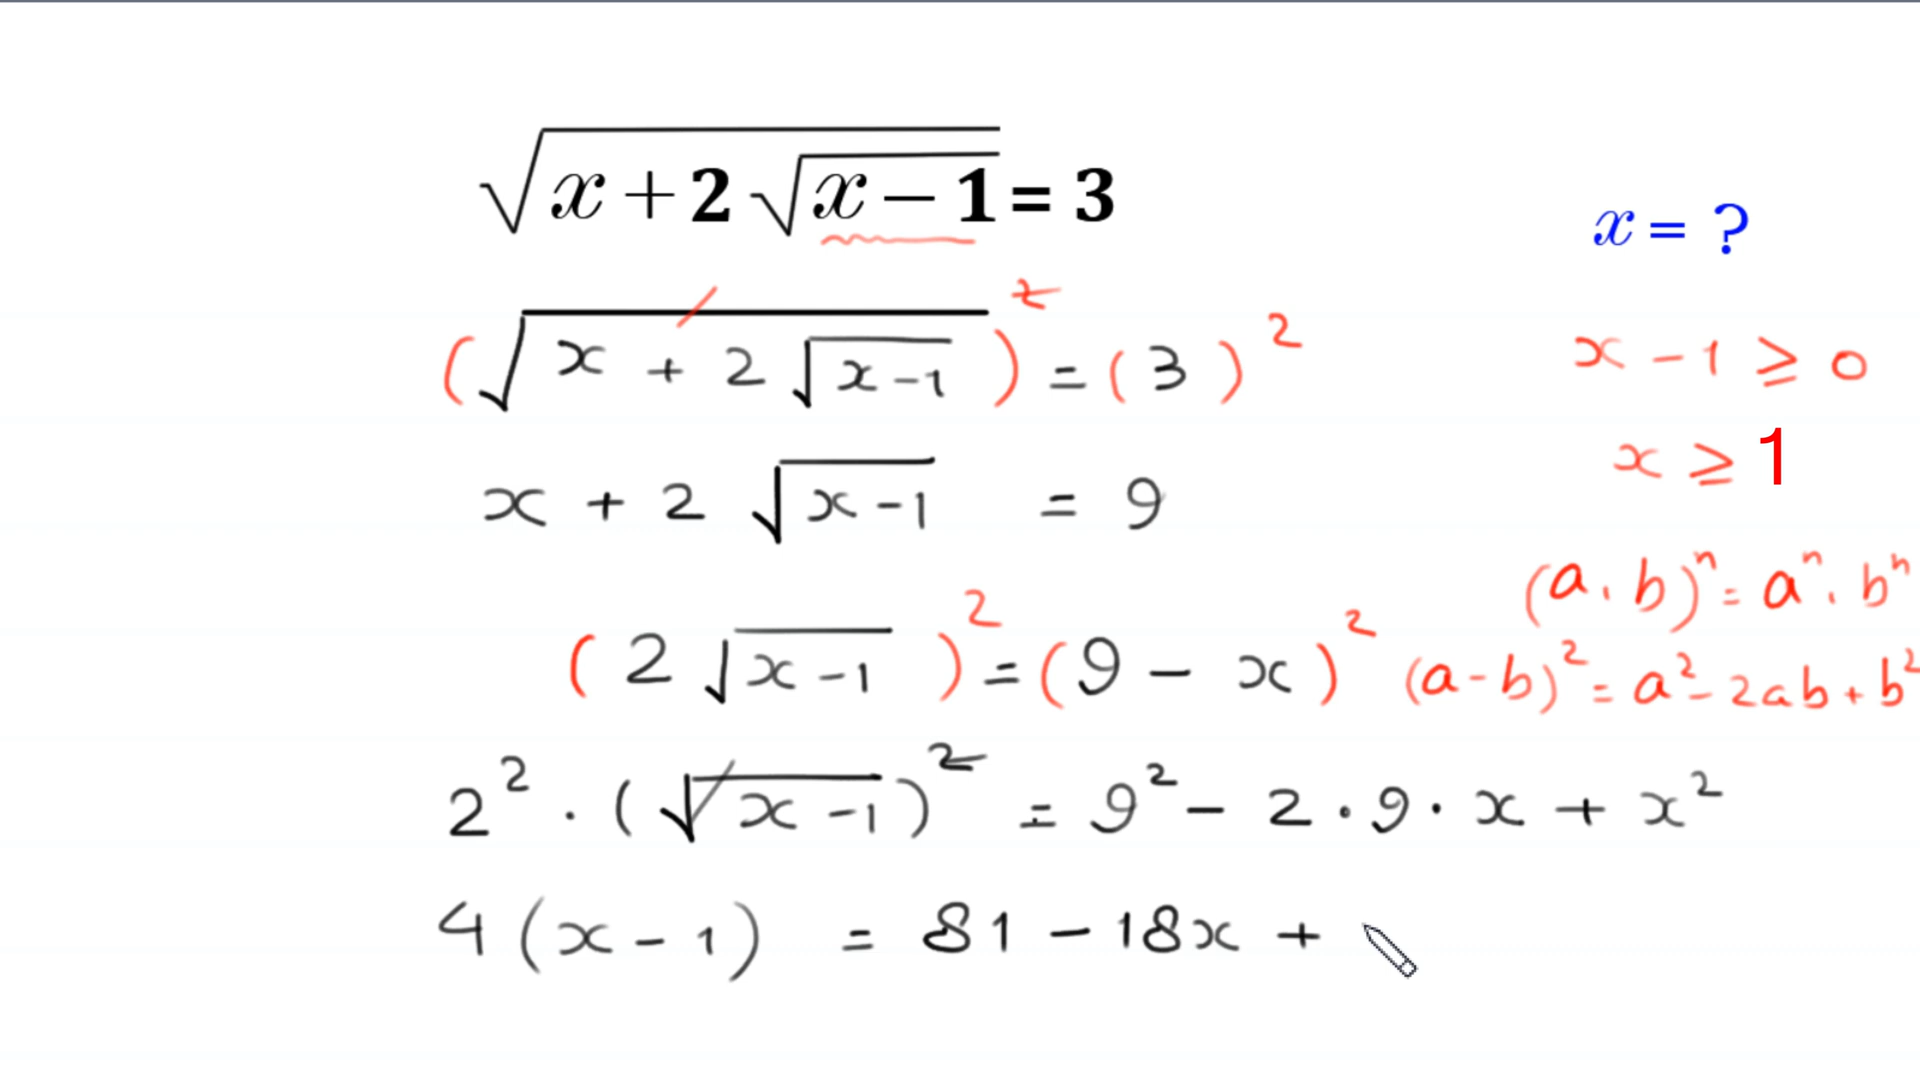 √(x + 2√(x − 1)) = 3
x = ?
(√(x + 2√(x − 1)))² = (3)²
x − 1 ≥ 0
x + 2√(x − 1) = 9
x ≥ 1
(a . b)ⁿ = aⁿ . bⁿ
(2√(x − 1))² = (9 − x)²
(a − b)² = a² − 2ab + b²
2² · (√(x − 1))² = 9² − 2 · 9 · x + x²
4(x − 1) = 81 − 18x +